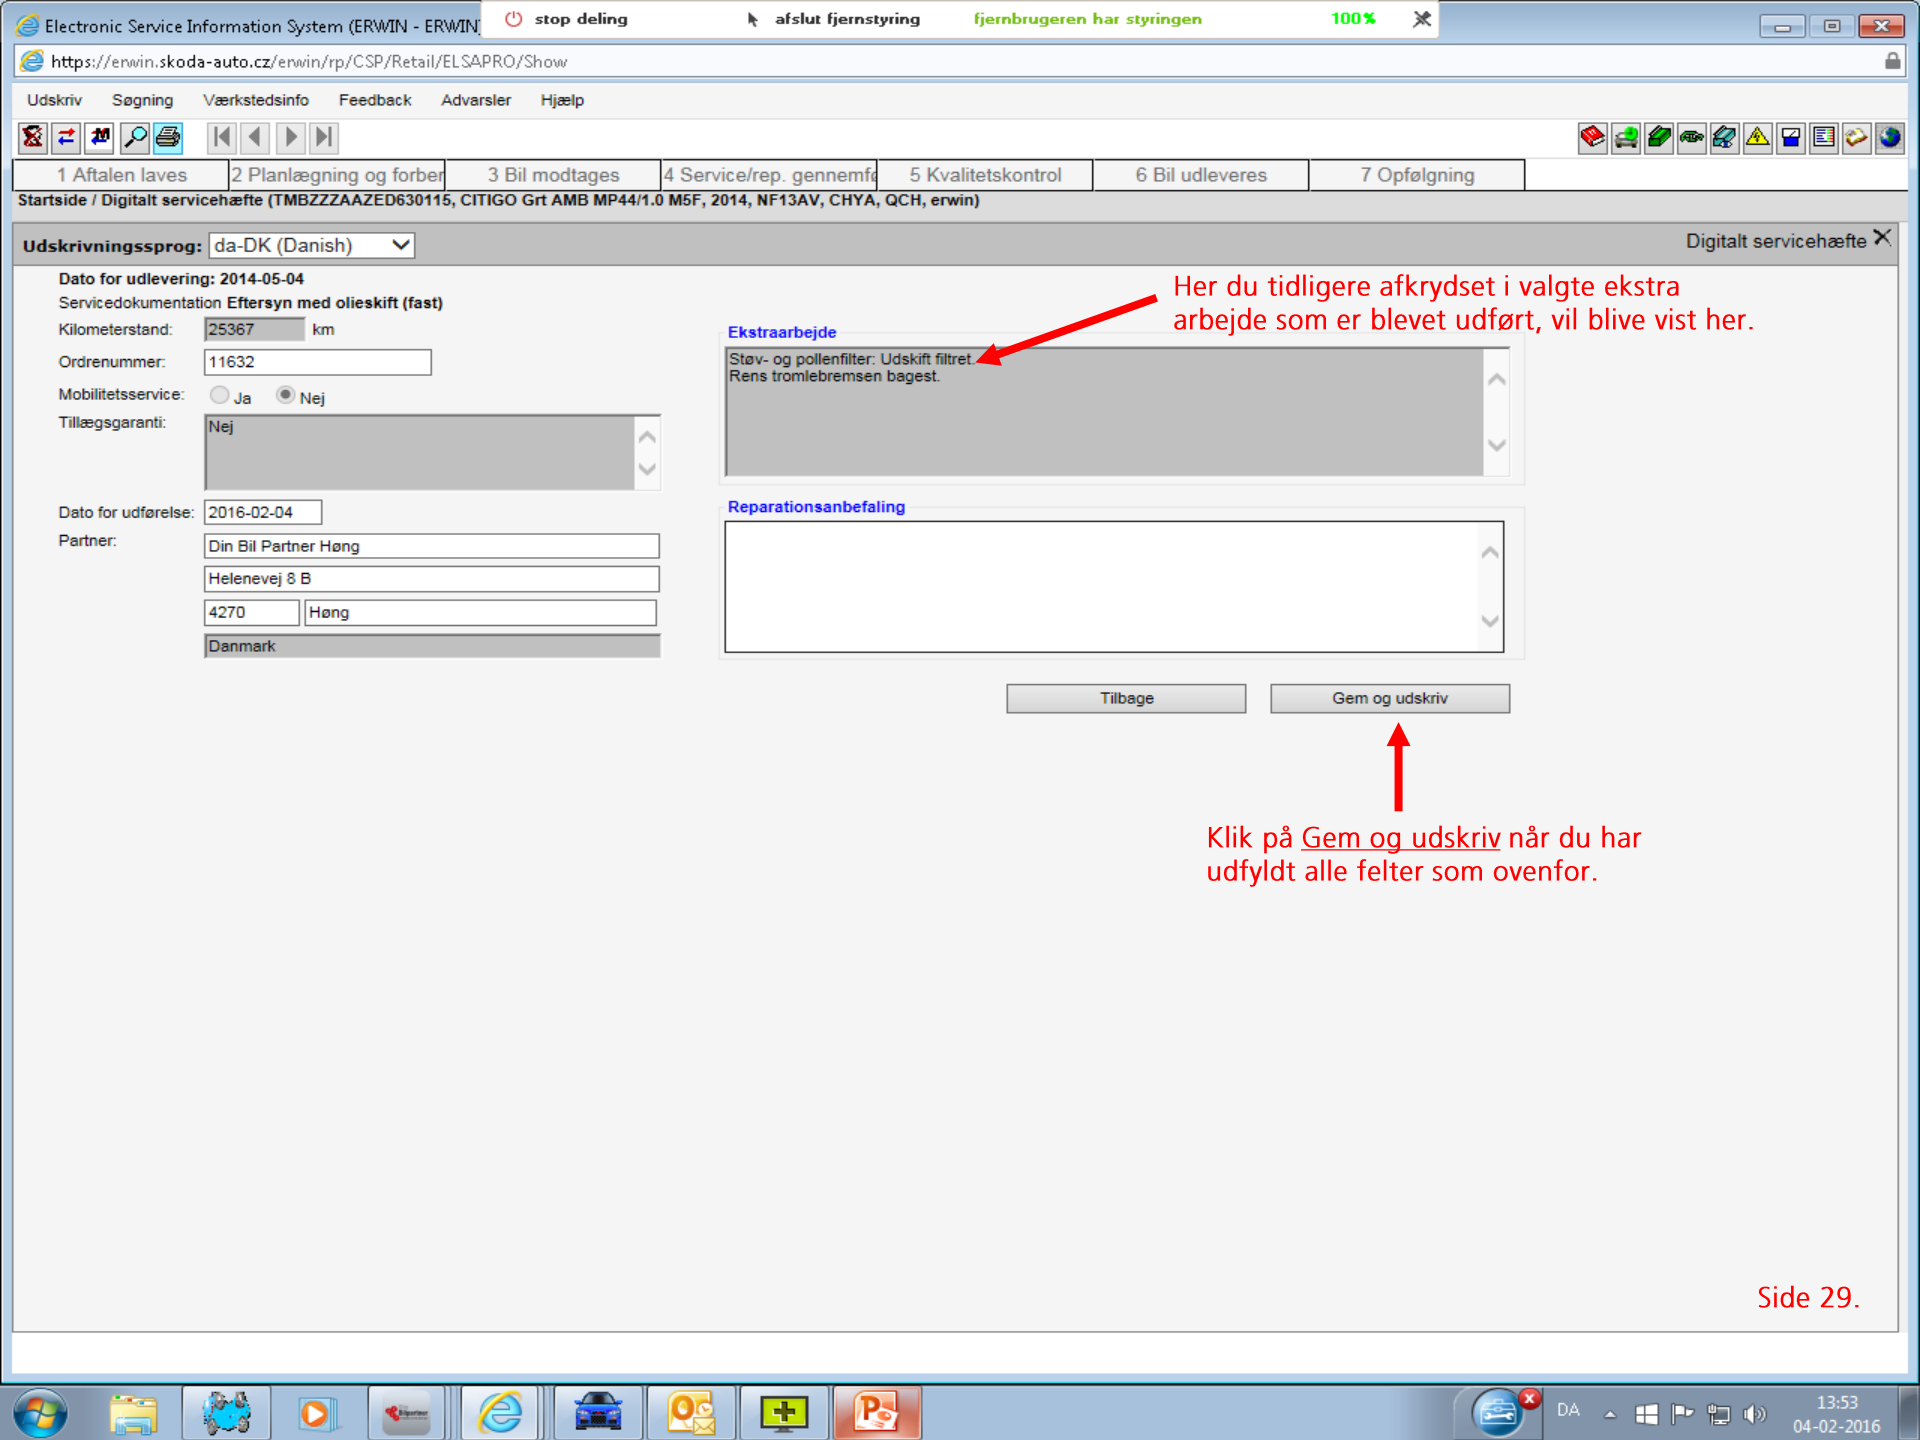 Electronic Service Information System (ERWIN - ERWIN)
stop deling
afslut fjernstyring
fjernbrugeren har styringen
100%
https://erwin.skoda-auto.cz/erwin/rp/CSP/Retail/ELSAPRO/Show
Udskriv Søgning Værkstedsinfo Feedback Advarsler Hjælp
1 Aftalen laves
2 Planlægning og forber
3 Bil modtages
4 Service/rep. gennemfø
5 Kvalitetskontrol
6 Bil udleveres
7 Opfølgning
Startside / Digitalt servicehæfte (TMBZZZAAZED630115, CITIGO Grt AMB MP44/1.0 M5F, 2014, NF13AV, CHYA, QCH, erwin)
Udskrivningssprog: da-DK (Danish)
Digitalt servicehæfte
Dato for udlevering: 2014-05-04
Servicedokumentation Eftersyn med olieskift (fast)
Kilometerstand: 25367 km
Ordrenummer: 11632
Mobilitetsservice: Ja Nej
Tillægsgaranti: Nej
Dato for udførelse: 2016-02-04
Partner: Din Bil Partner Høng
Helenevej 8 B
4270 Høng
Danmark
Her du tidligere afkrydset i valgte ekstra
arbejde som er blevet udført, vil blive vist her.
Ekstraarbejde
Støv- og pollenfilter: Udskift filtret.
Rens tromlebremsen bagest.
Reparationsanbefaling
Tilbage
Gem og udskriv
Klik på Gem og udskriv når du har
udfyldt alle felter som ovenfor.
Side 29.
DA
13:53
04-02-2016